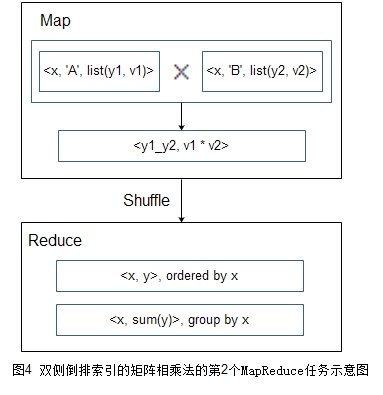 Map
<x, 'A', list(y1, v1)> × <x, 'B', list(y2, v2)>
<y1_y2, v1 * v2>
Shuffle
Reduce
<x, y>, ordered by x
<x, sum(y)>, group by x
图4 双侧倒排索引的矩阵相乘法的第2个MapReduce任务示意图